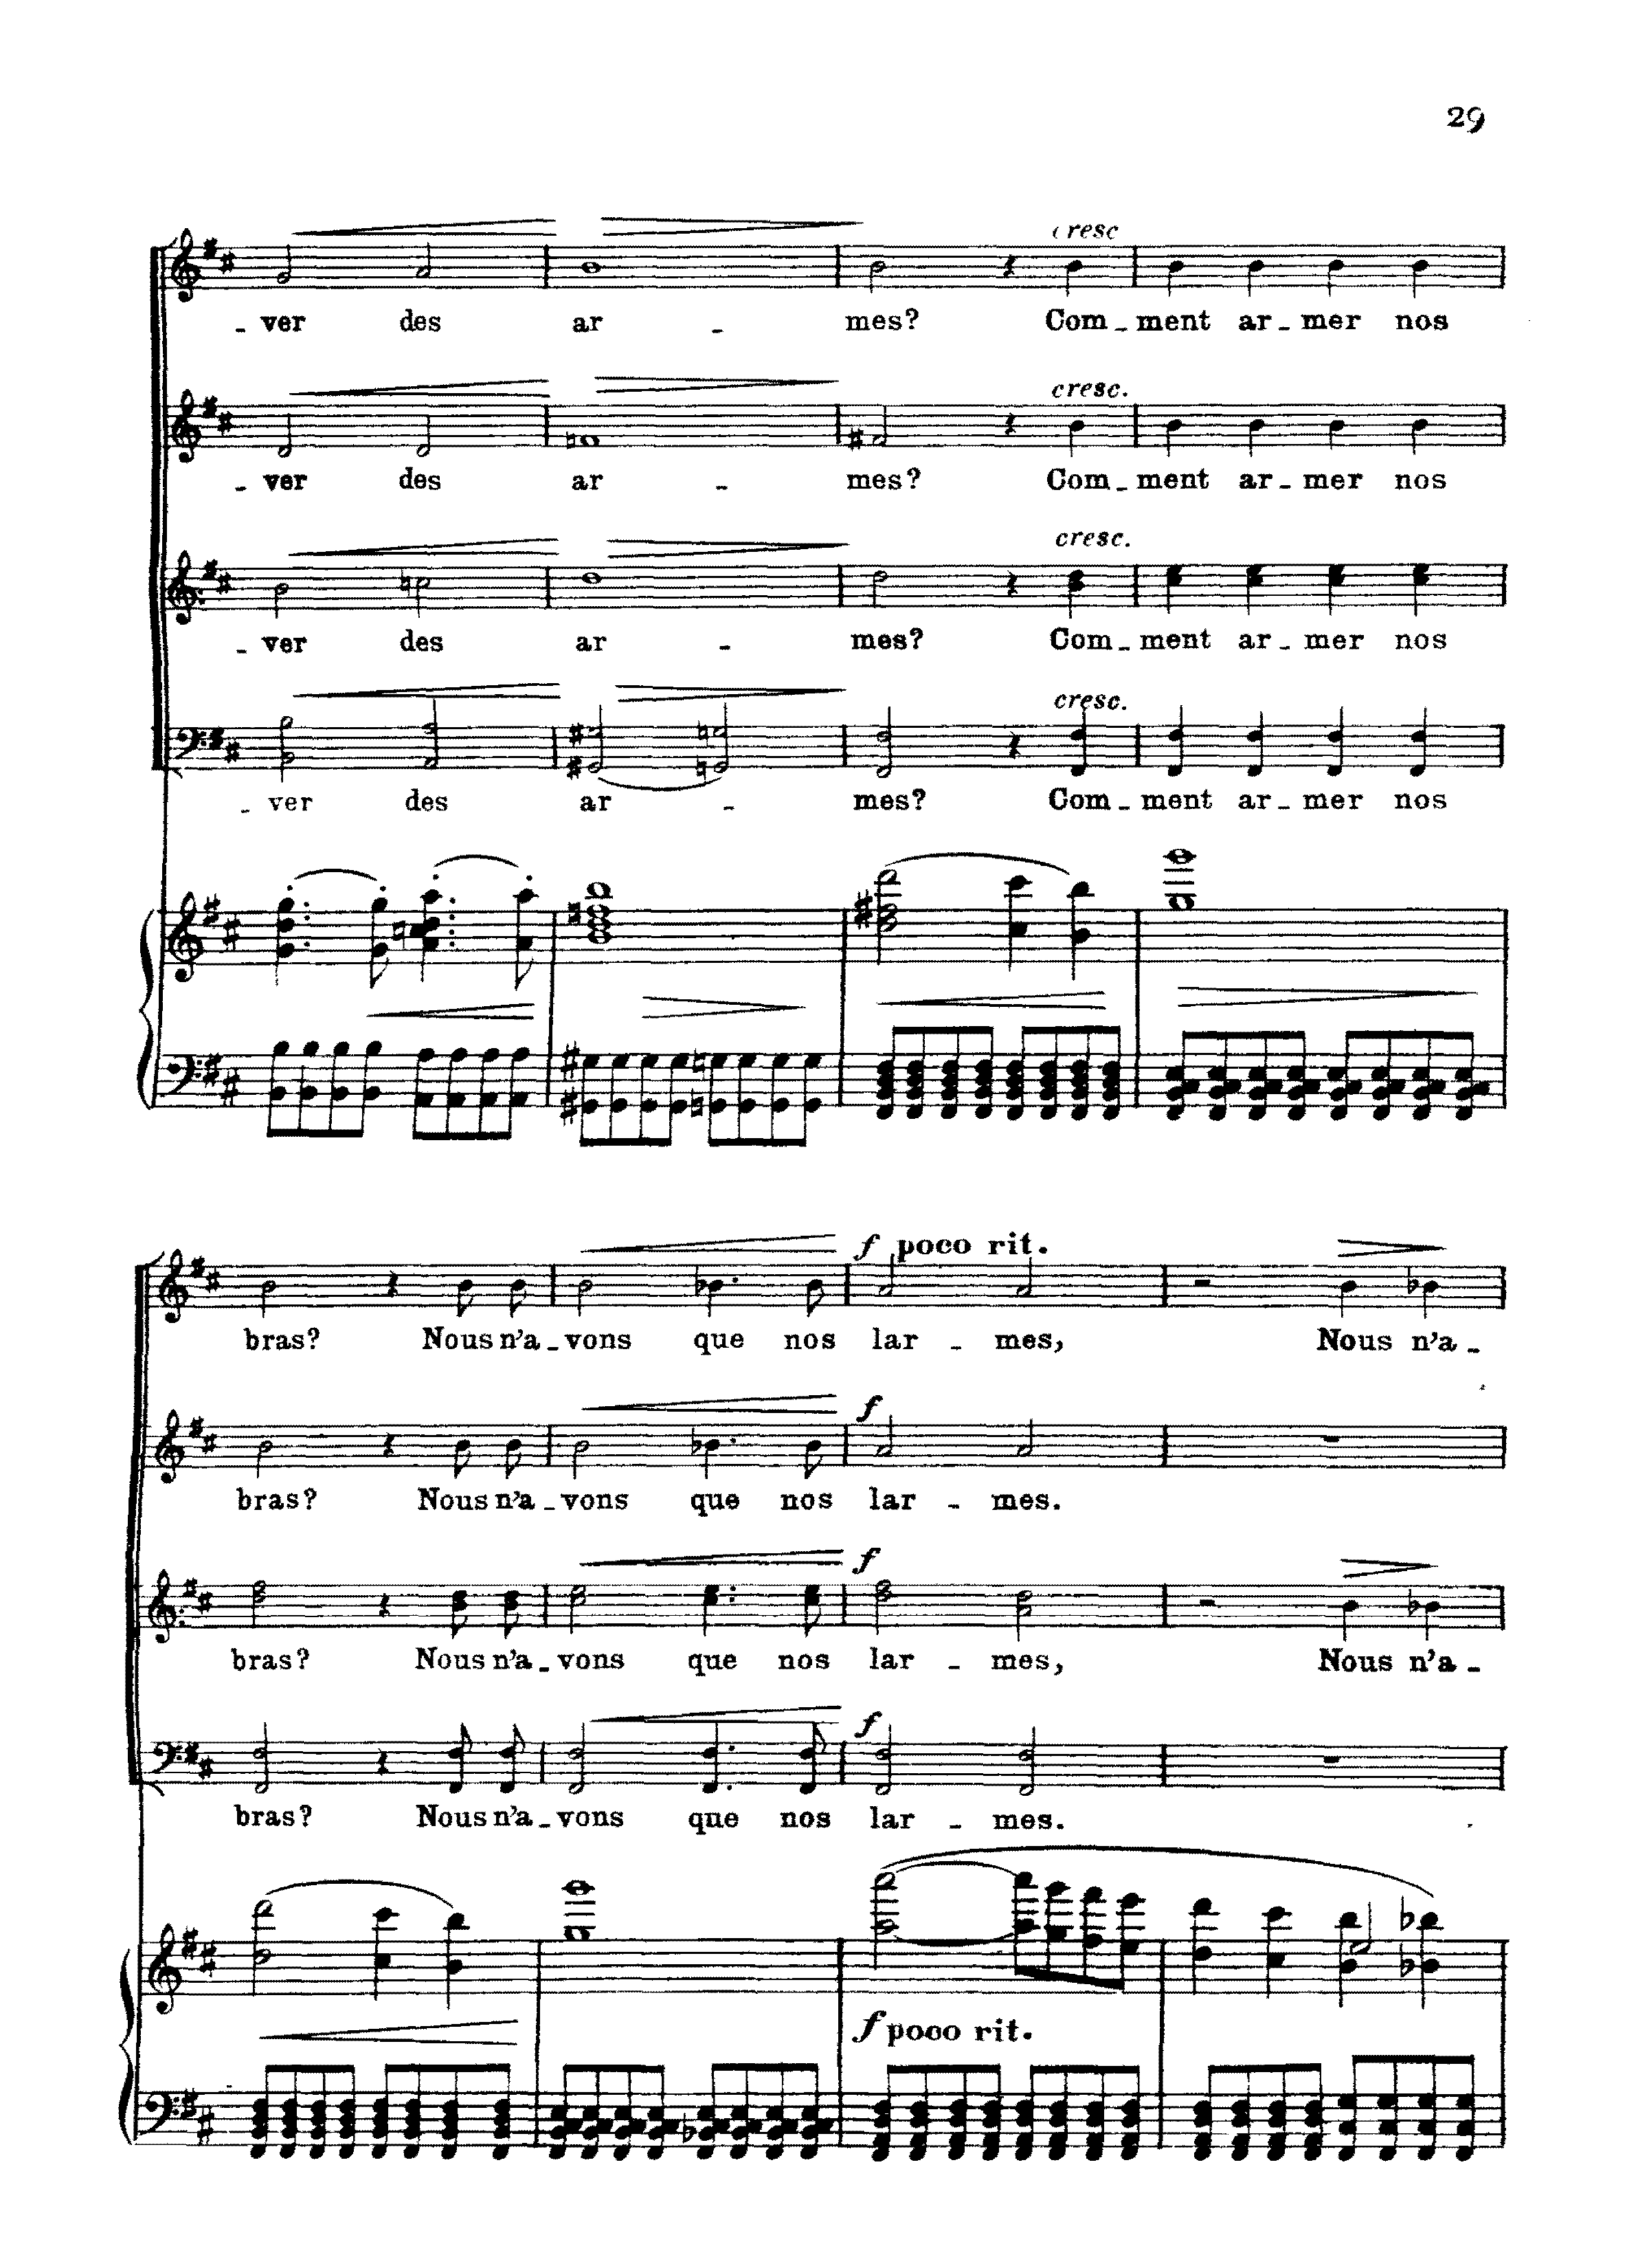 29
cresc
- ver des ar - mes? Com - ment ar - mer nos
cresc.
- ver des ar - mes? Com - ment ar - mer nos
cresc.
- ver des ar - mes? Com - ment ar - mer nos
cresc.
- ver des ar - mes? Com - ment ar - mer nos
f poco rit.
bras? Nous n'a - vons que nos lar - mes, Nous n'a -
f
bras? Nous n'a - vons que nos lar - mes.
f
bras? Nous n'a - vons que nos lar - mes, Nous n'a -
f
bras? Nous n'a - vons que nos lar - mes.
f poco rit.